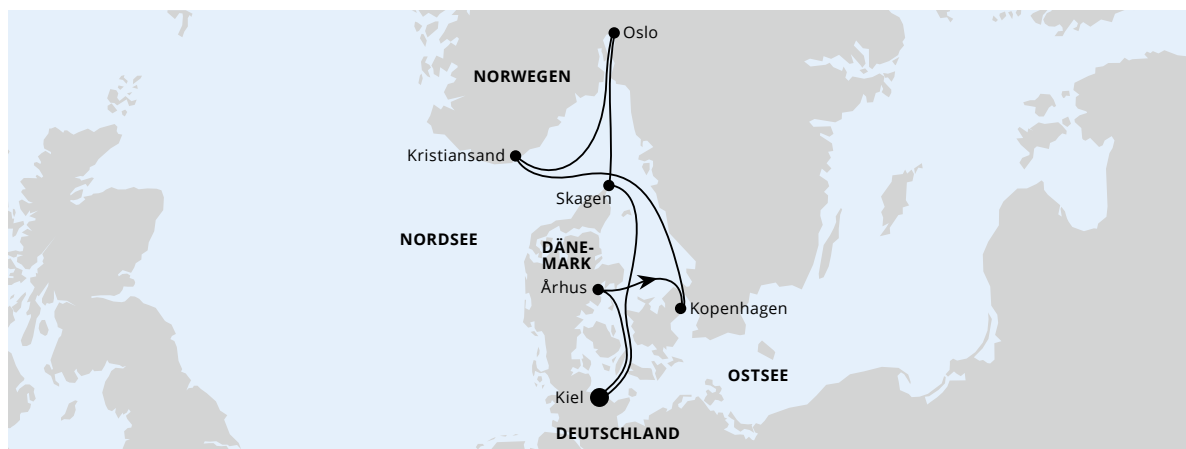 Oslo
NORWEGEN
Kristiansand
Skagen
NORDSEE
DÄNE-
MARK
Århus
Kopenhagen
OSTSEE
Kiel
DEUTSCHLAND